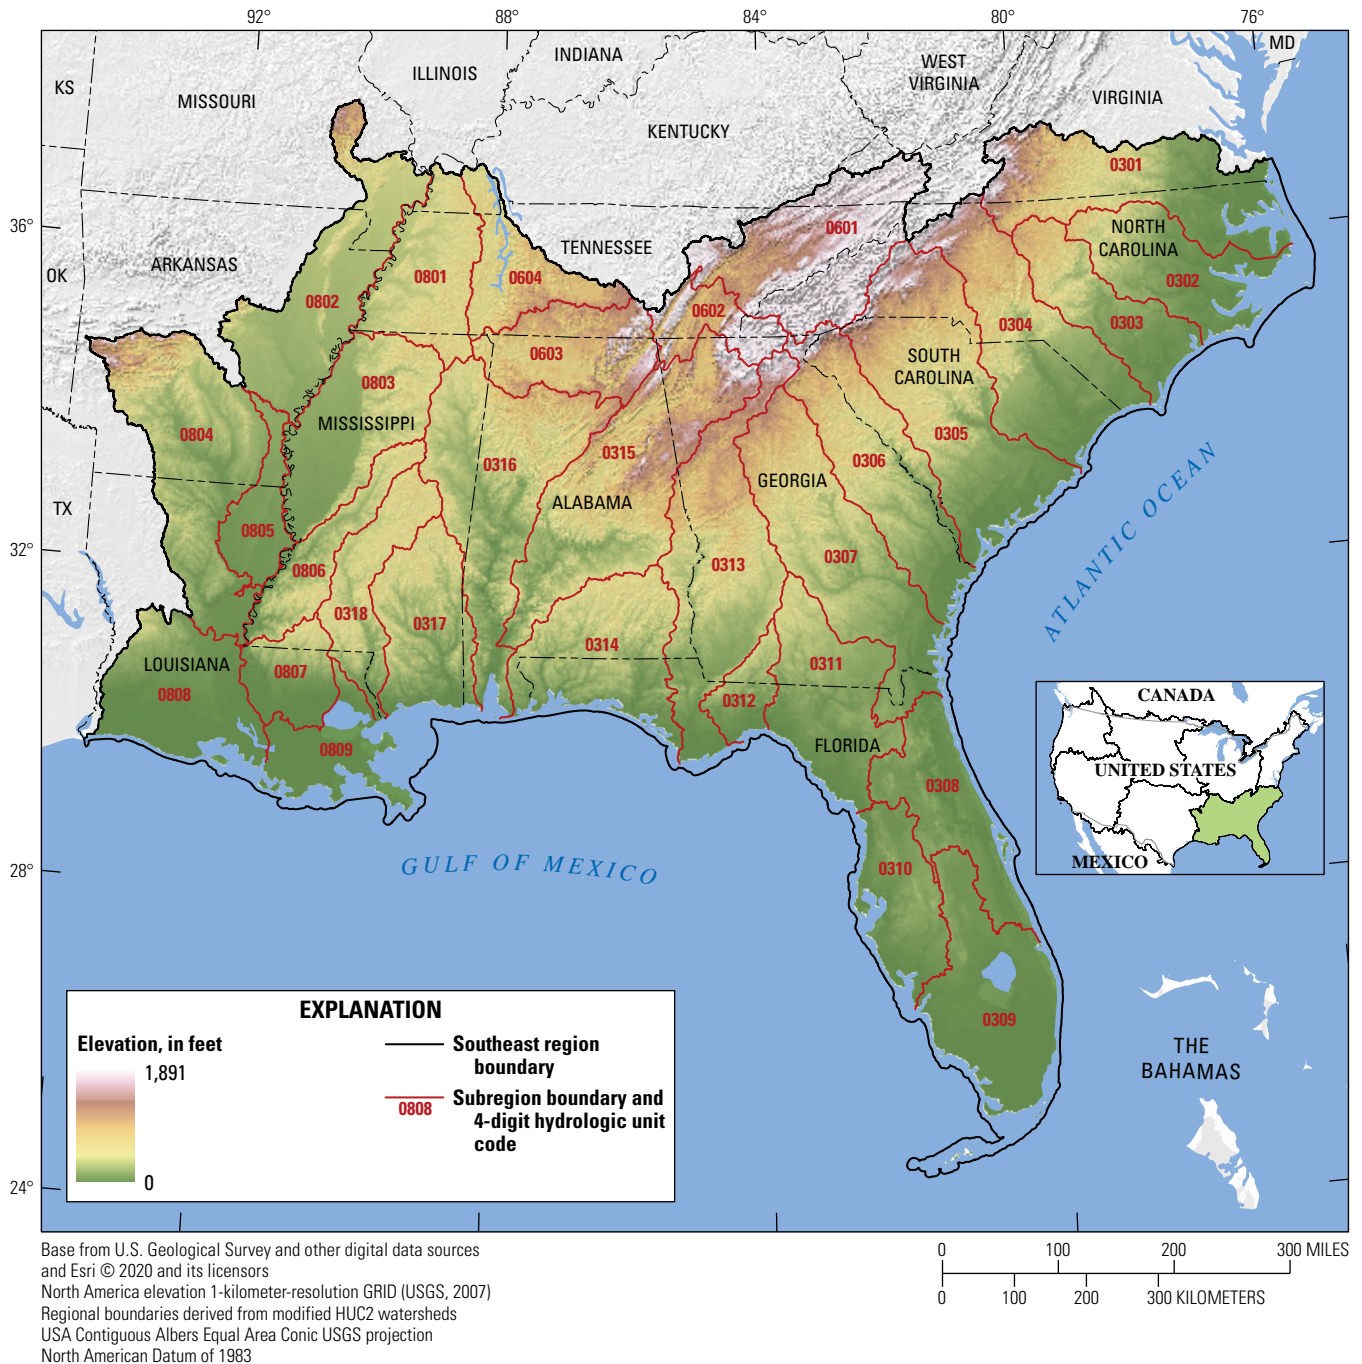 92°
88°
84°
80°
76°
INDIANA
MD
KS
MISSOURI
ILLINOIS
WEST
VIRGINIA
VIRGINIA
KENTUCKY
0301
36°
ARKANSAS
TENNESSEE
0601
NORTH
CAROLINA
OK
0801
0604
0302
0802
0602
0304
0303
0603
SOUTH
CAROLINA
0803
MISSISSIPPI
0804
0315
0305
0316
0306
GEORGIA
TX
ALABAMA
ATLANTIC OCEAN
32°
0805
0806
0313
0307
0318
0317
0314
LOUISIANA
0807
0311
0808
0312
0809
FLORIDA
0308
CANADA
UNITED STATES
MEXICO
28°
GULF OF MEXICO
0310
0309
THE
BAHAMAS
24°
EXPLANATION
Elevation, in feet
1,891
0
Southeast region
boundary
0808
Subregion boundary and
4-digit hydrologic unit
code
Base from U.S. Geological Survey and other digital data sources
and Esri © 2020 and its licensors
North America elevation 1-kilometer-resolution GRID (USGS, 2007)
Regional boundaries derived from modified HUC2 watersheds
USA Contiguous Albers Equal Area Conic USGS projection
North American Datum of 1983
0 100 200 300 MILES
0 100 200 300 KILOMETERS